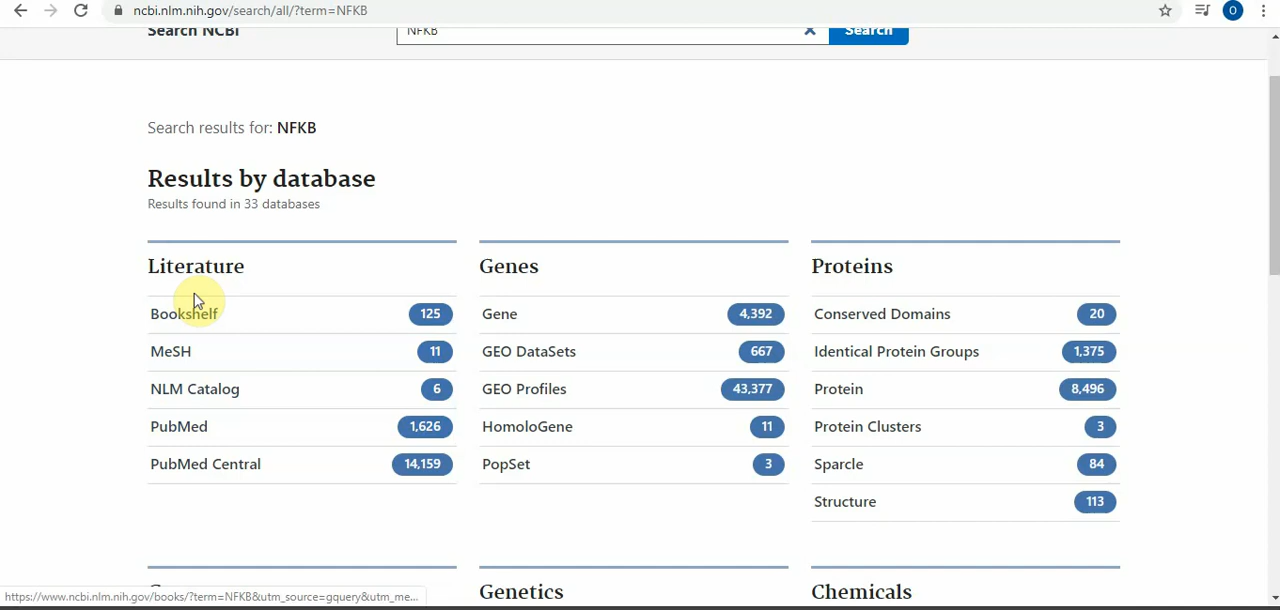 ncbi.nlm.nih.gov/search/all/?term=NFKB
O
Search NCBI
NFKB
Search
Search results for: NFKB
Results by database
Results found in 33 databases
Literature
Bookshelf 125
MeSH 11
NLM Catalog 6
PubMed 1,626
PubMed Central 14,159
Genes
Gene 4,392
GEO DataSets 667
GEO Profiles 43,377
HomoloGene 11
PopSet 3
Proteins
Conserved Domains 20
Identical Protein Groups 1,375
Protein 8,496
Protein Clusters 3
Sparcle 84
Structure 113
Genetics
Chemicals
https://www.ncbi.nlm.nih.gov/books/?term=NFKB&utm_source=gquery&utm_me...